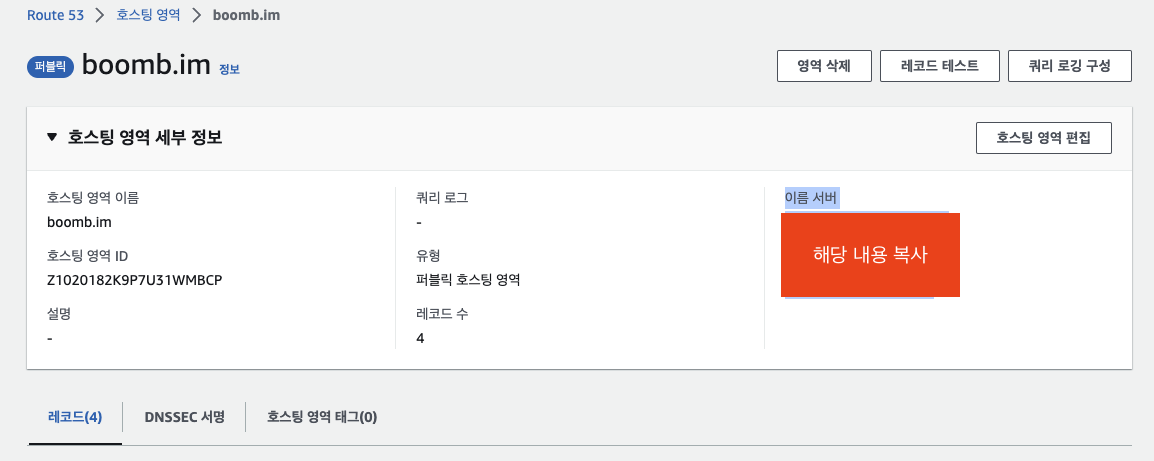 Route 53 > 호스팅 영역 > boomb.im
퍼블릭 boomb.im 정보
영역 삭제 레코드 테스트 쿼리 로깅 구성
▼ 호스팅 영역 세부 정보
호스팅 영역 편집
호스팅 영역 이름
boomb.im
호스팅 영역 ID
Z1020182K9P7U31WMBCP
설명
-
쿼리 로그
-
유형
퍼블릭 호스팅 영역
레코드 수
4
이름 서버
해당 내용 복사
레코드(4) DNSSEC 서명 호스팅 영역 태그(0)